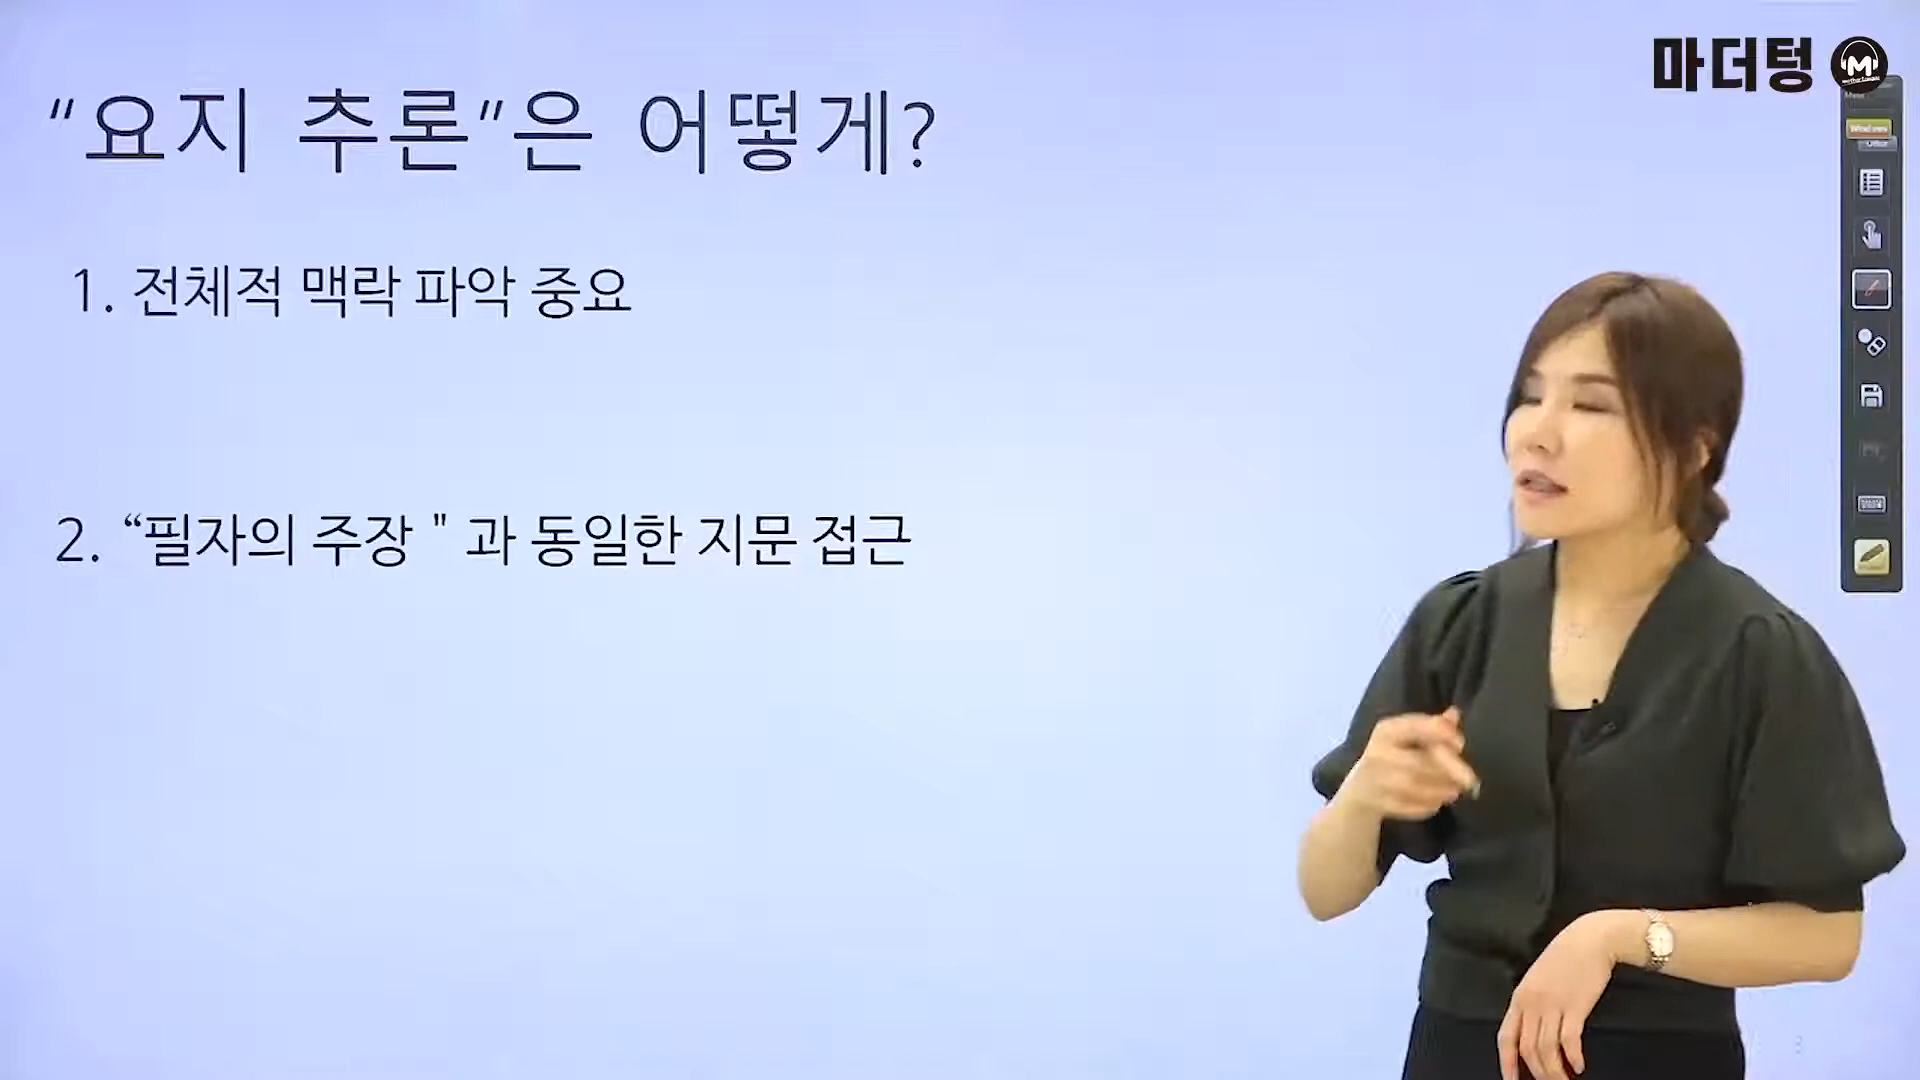 마더텅
“요지 추론”은 어떻게?
1. 전체적 맥락 파악 중요
2. “필자의 주장 " 과 동일한 지문 접근